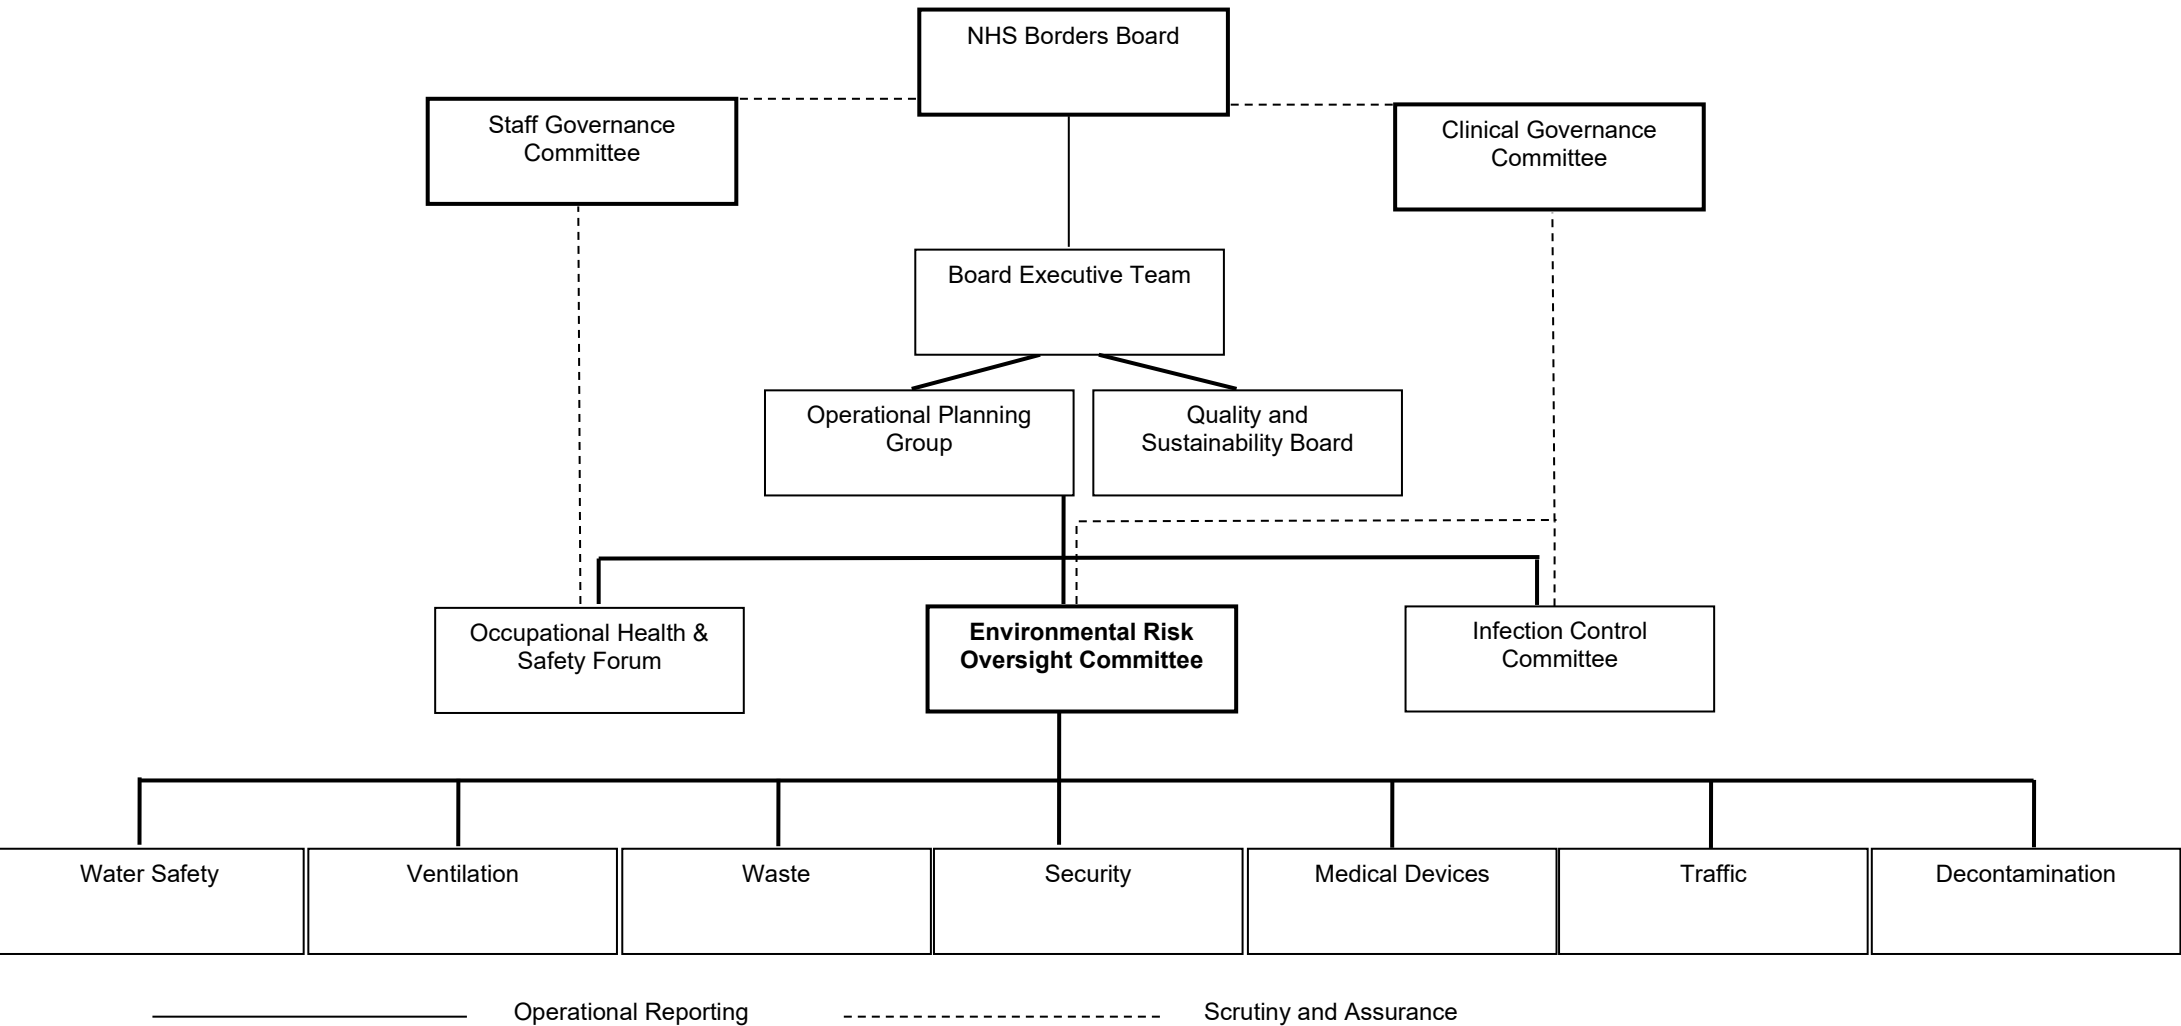 NHS Borders Board
Staff Governance
Committee
Clinical Governance
Committee
Board Executive Team
Operational Planning
Group
Quality and
Sustainability Board
Occupational Health &
Safety Forum
Environmental Risk
Oversight Committee
Infection Control
Committee
Water Safety
Ventilation
Waste
Security
Medical Devices
Traffic
Decontamination
Operational Reporting
Scrutiny and Assurance